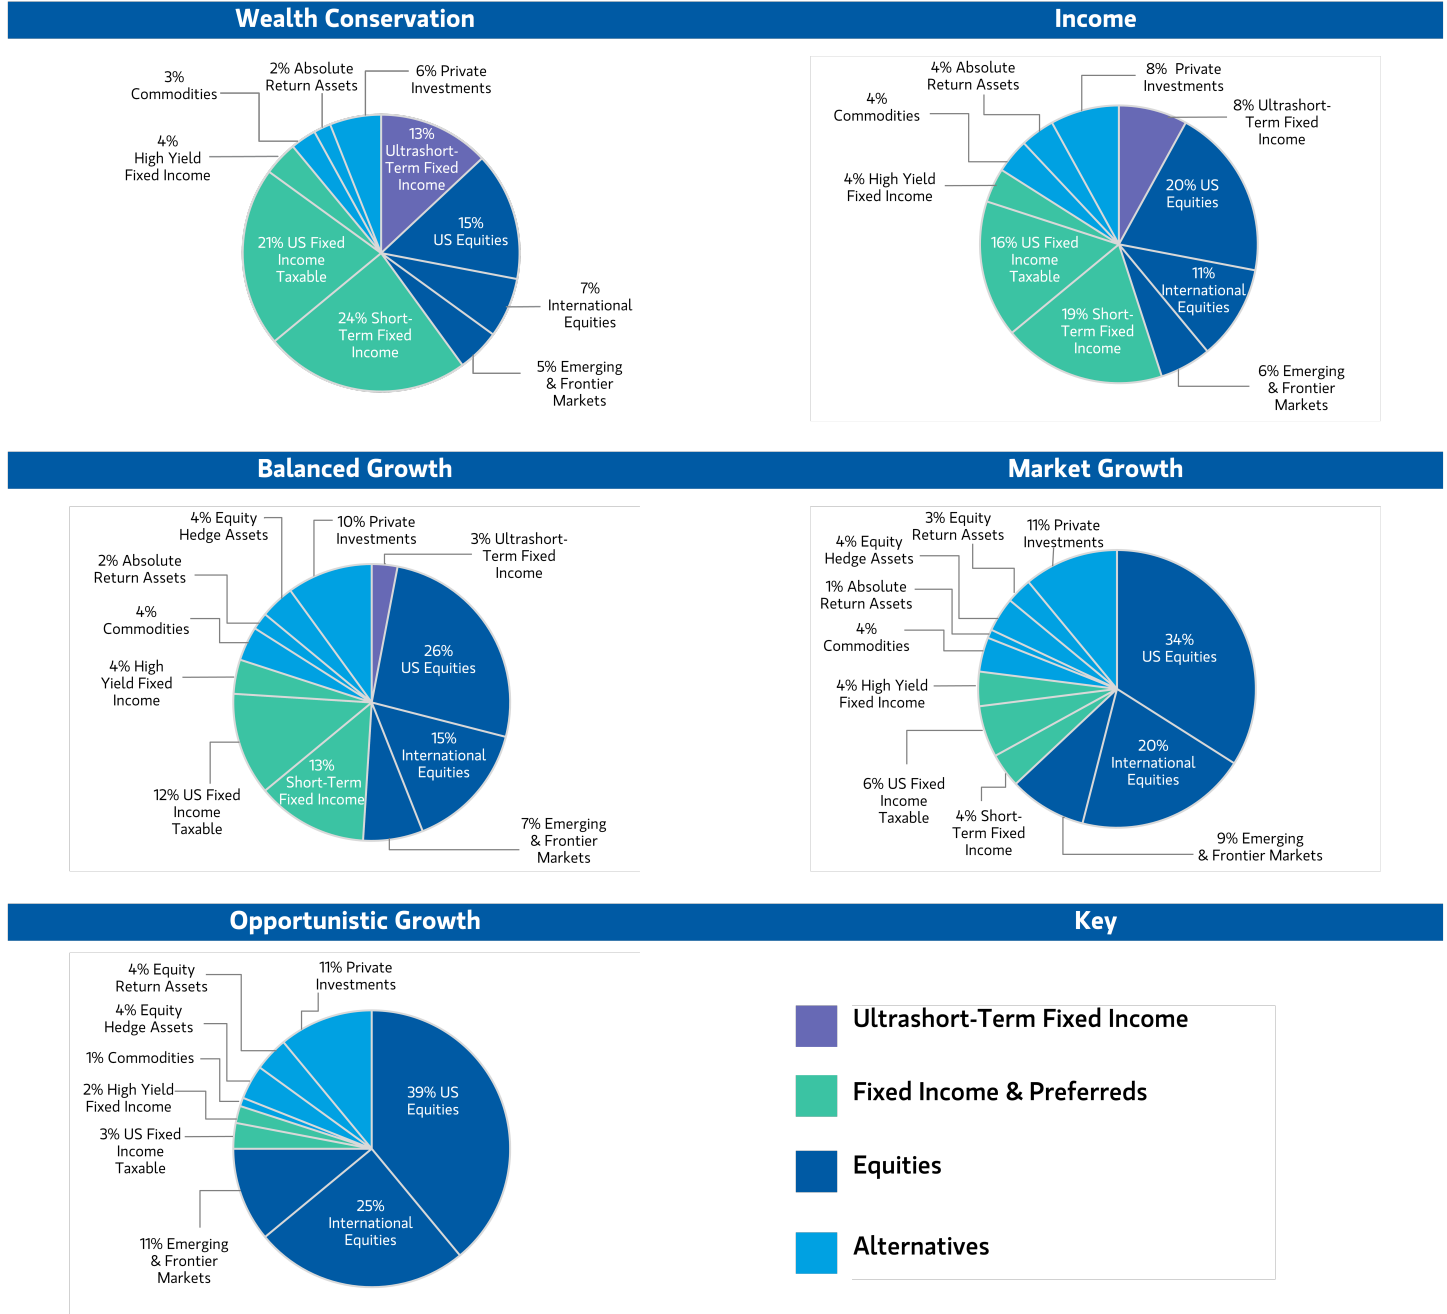 Wealth Conservation
2% Absolute
Return Assets
6% Private
Investments
3%
Commodities
4%
High Yield
Fixed Income
13%
Ultrashort-
Term Fixed
Income
15%
US Equities
21% US Fixed
Income
Taxable
7%
International
Equities
24% Short-
Term Fixed
Income
5% Emerging
& Frontier
Markets
Income
4% Absolute
Return Assets
8% Private
Investments
4%
Commodities
8% Ultrashort-
Term Fixed
Income
4% High Yield
Fixed Income
20% US
Equities
16% US Fixed
Income
Taxable
11%
International
Equities
19% Short-
Term Fixed
Income
6% Emerging
& Frontier
Markets
Balanced Growth
4% Equity
Hedge Assets
10% Private
Investments
3% Ultrashort-
Term Fixed
Income
2% Absolute
Return Assets
4%
Commodities
4% High
Yield Fixed
Income
26%
US Equities
15%
International
Equities
13%
Short-Term
Fixed Income
12% US Fixed
Income
Taxable
7% Emerging
& Frontier
Markets
Market Growth
3% Equity
Return Assets
11% Private
Investments
4% Equity
Hedge Assets
1% Absolute
Return Assets
4%
Commodities
34%
US Equities
4% High Yield
Fixed Income
20%
International
Equities
6% US Fixed
Income
Taxable
4% Short-
Term Fixed
Income
9% Emerging
& Frontier Markets
Opportunistic Growth
4% Equity
Return Assets
11% Private
Investments
4% Equity
Hedge Assets
1% Commodities
2% High Yield
Fixed Income
39% US
Equities
3% US Fixed
Income
Taxable
25%
International
Equities
11% Emerging
& Frontier
Markets
Key
Ultrashort-Term Fixed Income
Fixed Income & Preferreds
Equities
Alternatives